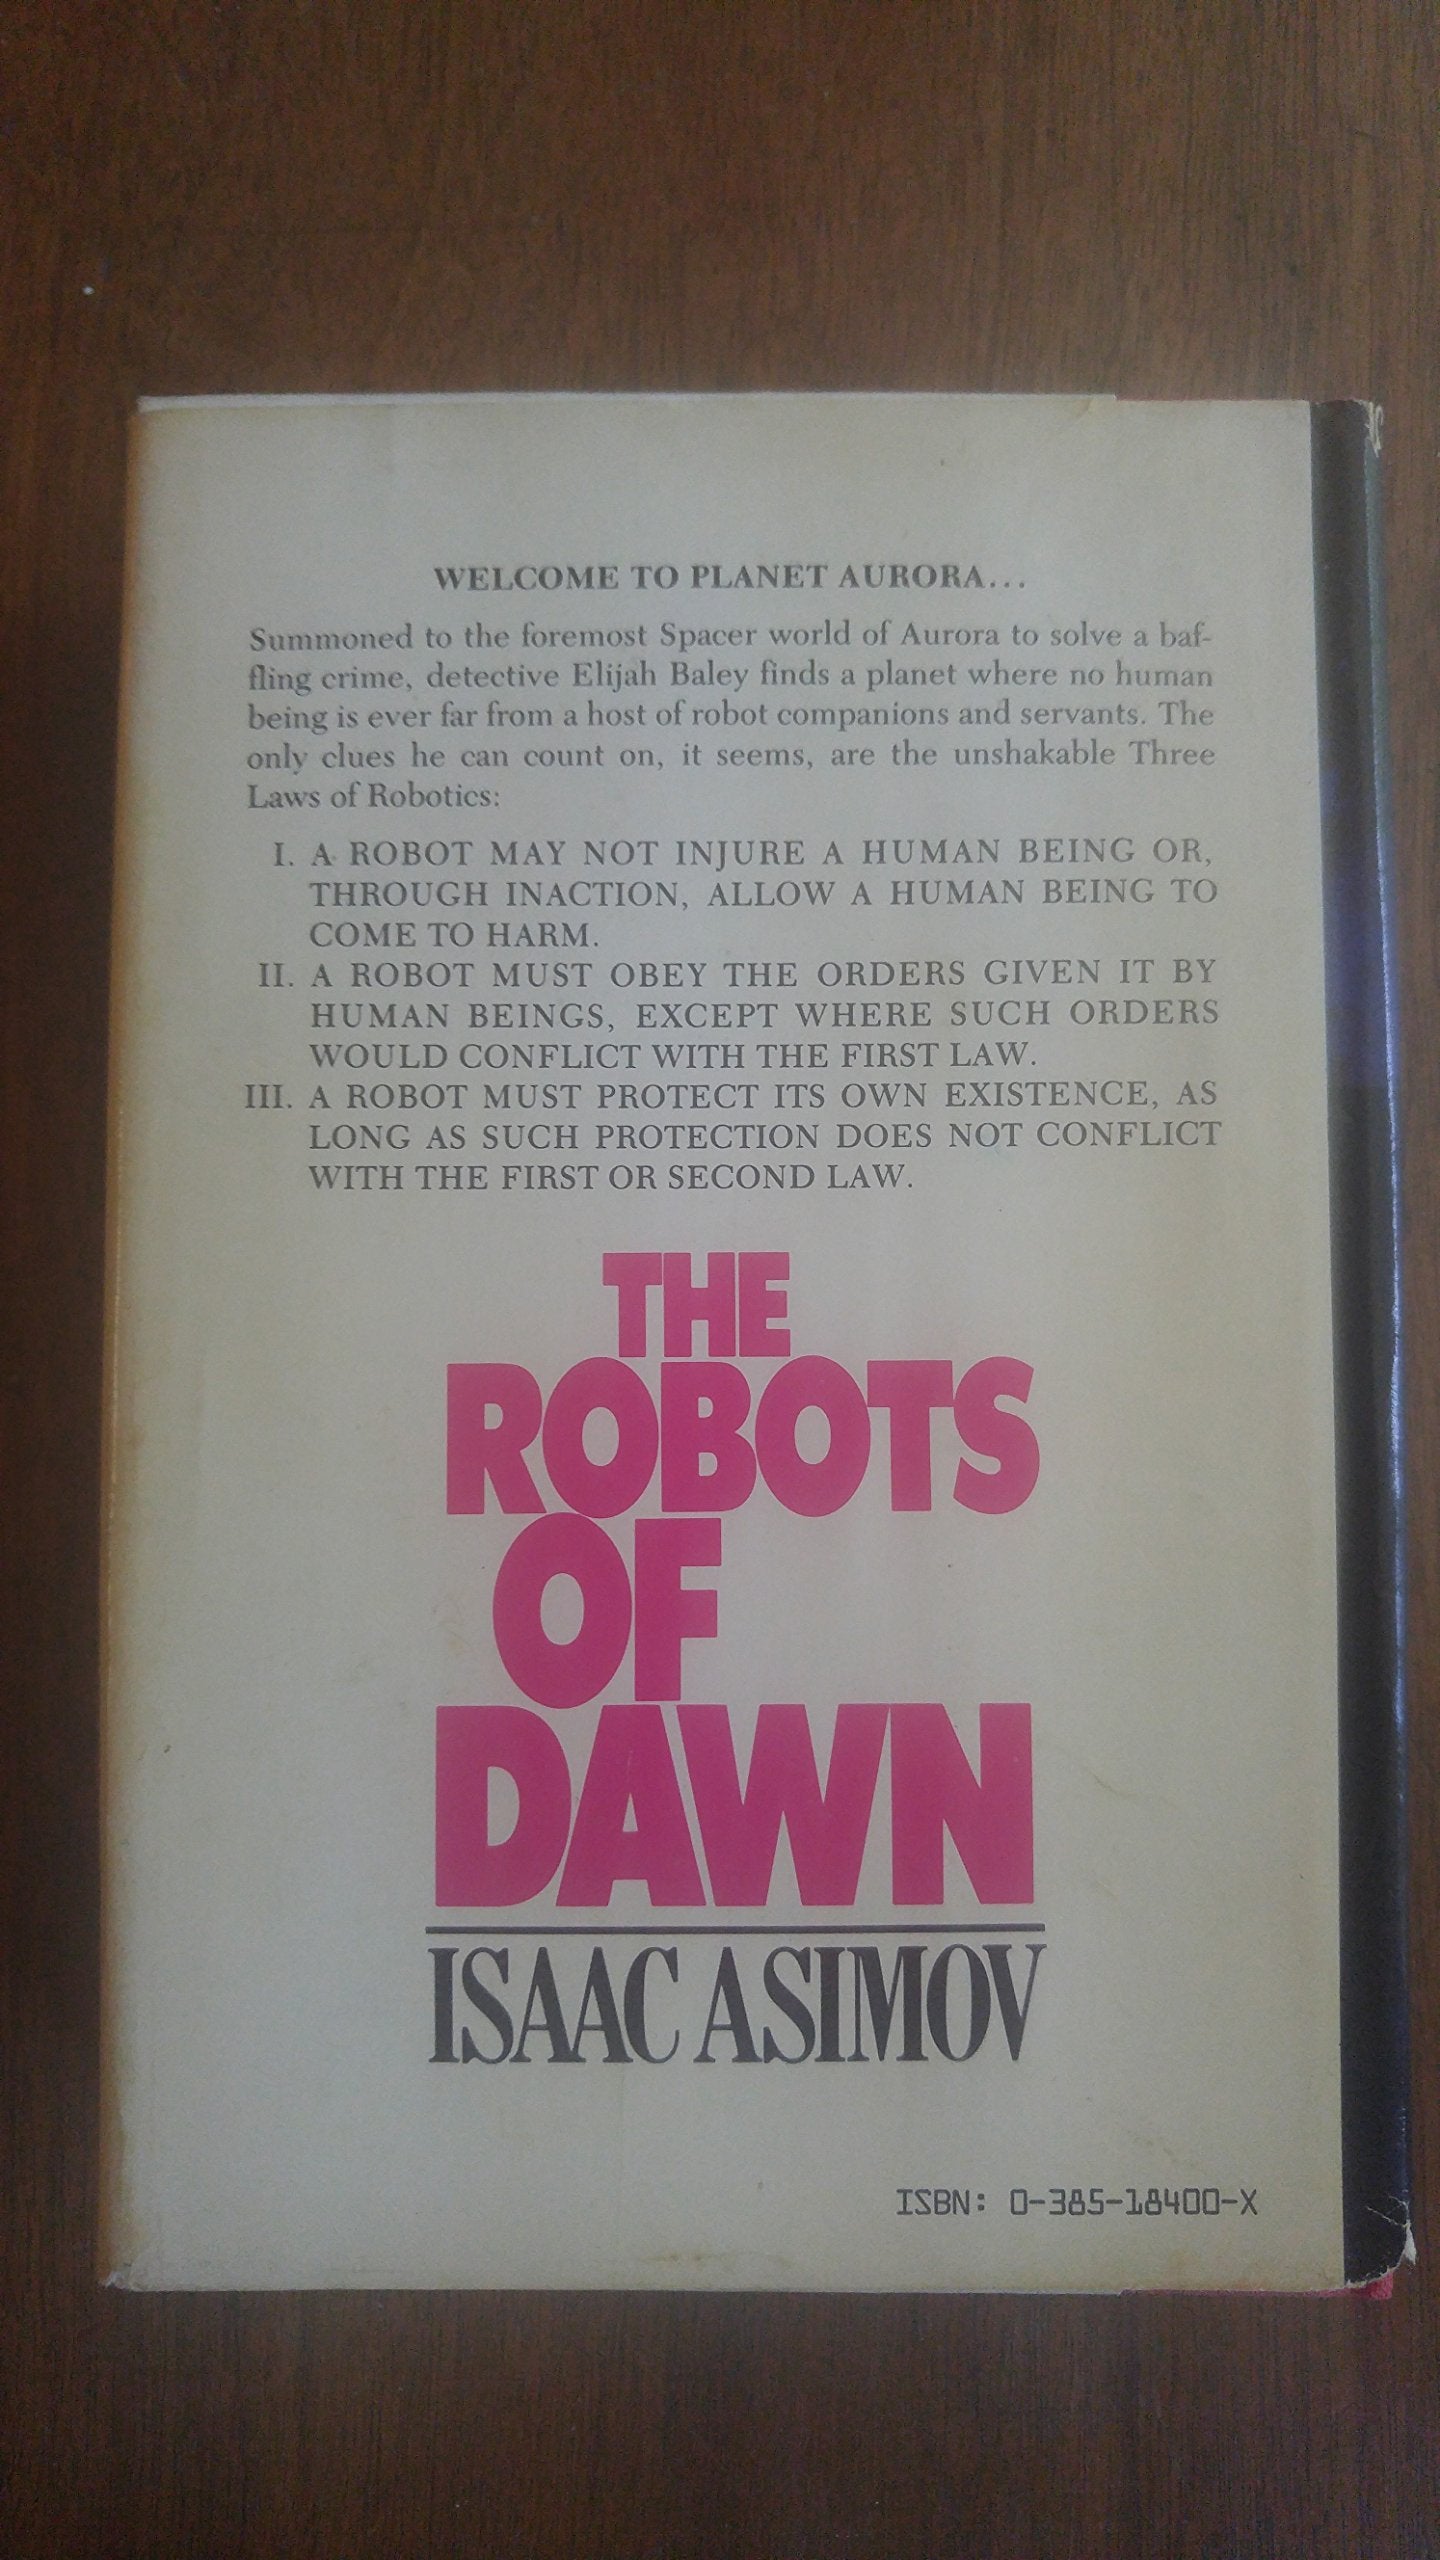 WELCOME TO PLANET AURORA...
Summoned to the foremost Spacer world of Aurora to solve a baf-
fling crime, detective Elijah Baley finds a planet where no human
being is ever far from a host of robot companions and servants. The
only clues he can count on, it seems, are the unshakable Three
Laws of Robotics:
I. A ROBOT MAY NOT INJURE A HUMAN BEING OR,
THROUGH INACTION, ALLOW A HUMAN BEING TO
COME TO HARM.
II. A ROBOT MUST OBEY THE ORDERS GIVEN IT BY
HUMAN BEINGS, EXCEPT WHERE SUCH ORDERS
WOULD CONFLICT WITH THE FIRST LAW.
III. A ROBOT MUST PROTECT ITS OWN EXISTENCE, AS
LONG AS SUCH PROTECTION DOES NOT CONFLICT
WITH THE FIRST OR SECOND LAW.
THE
ROBOTS
OF
DAWN
ISAAC ASIMOV
ISBN: 0-385-18400-X